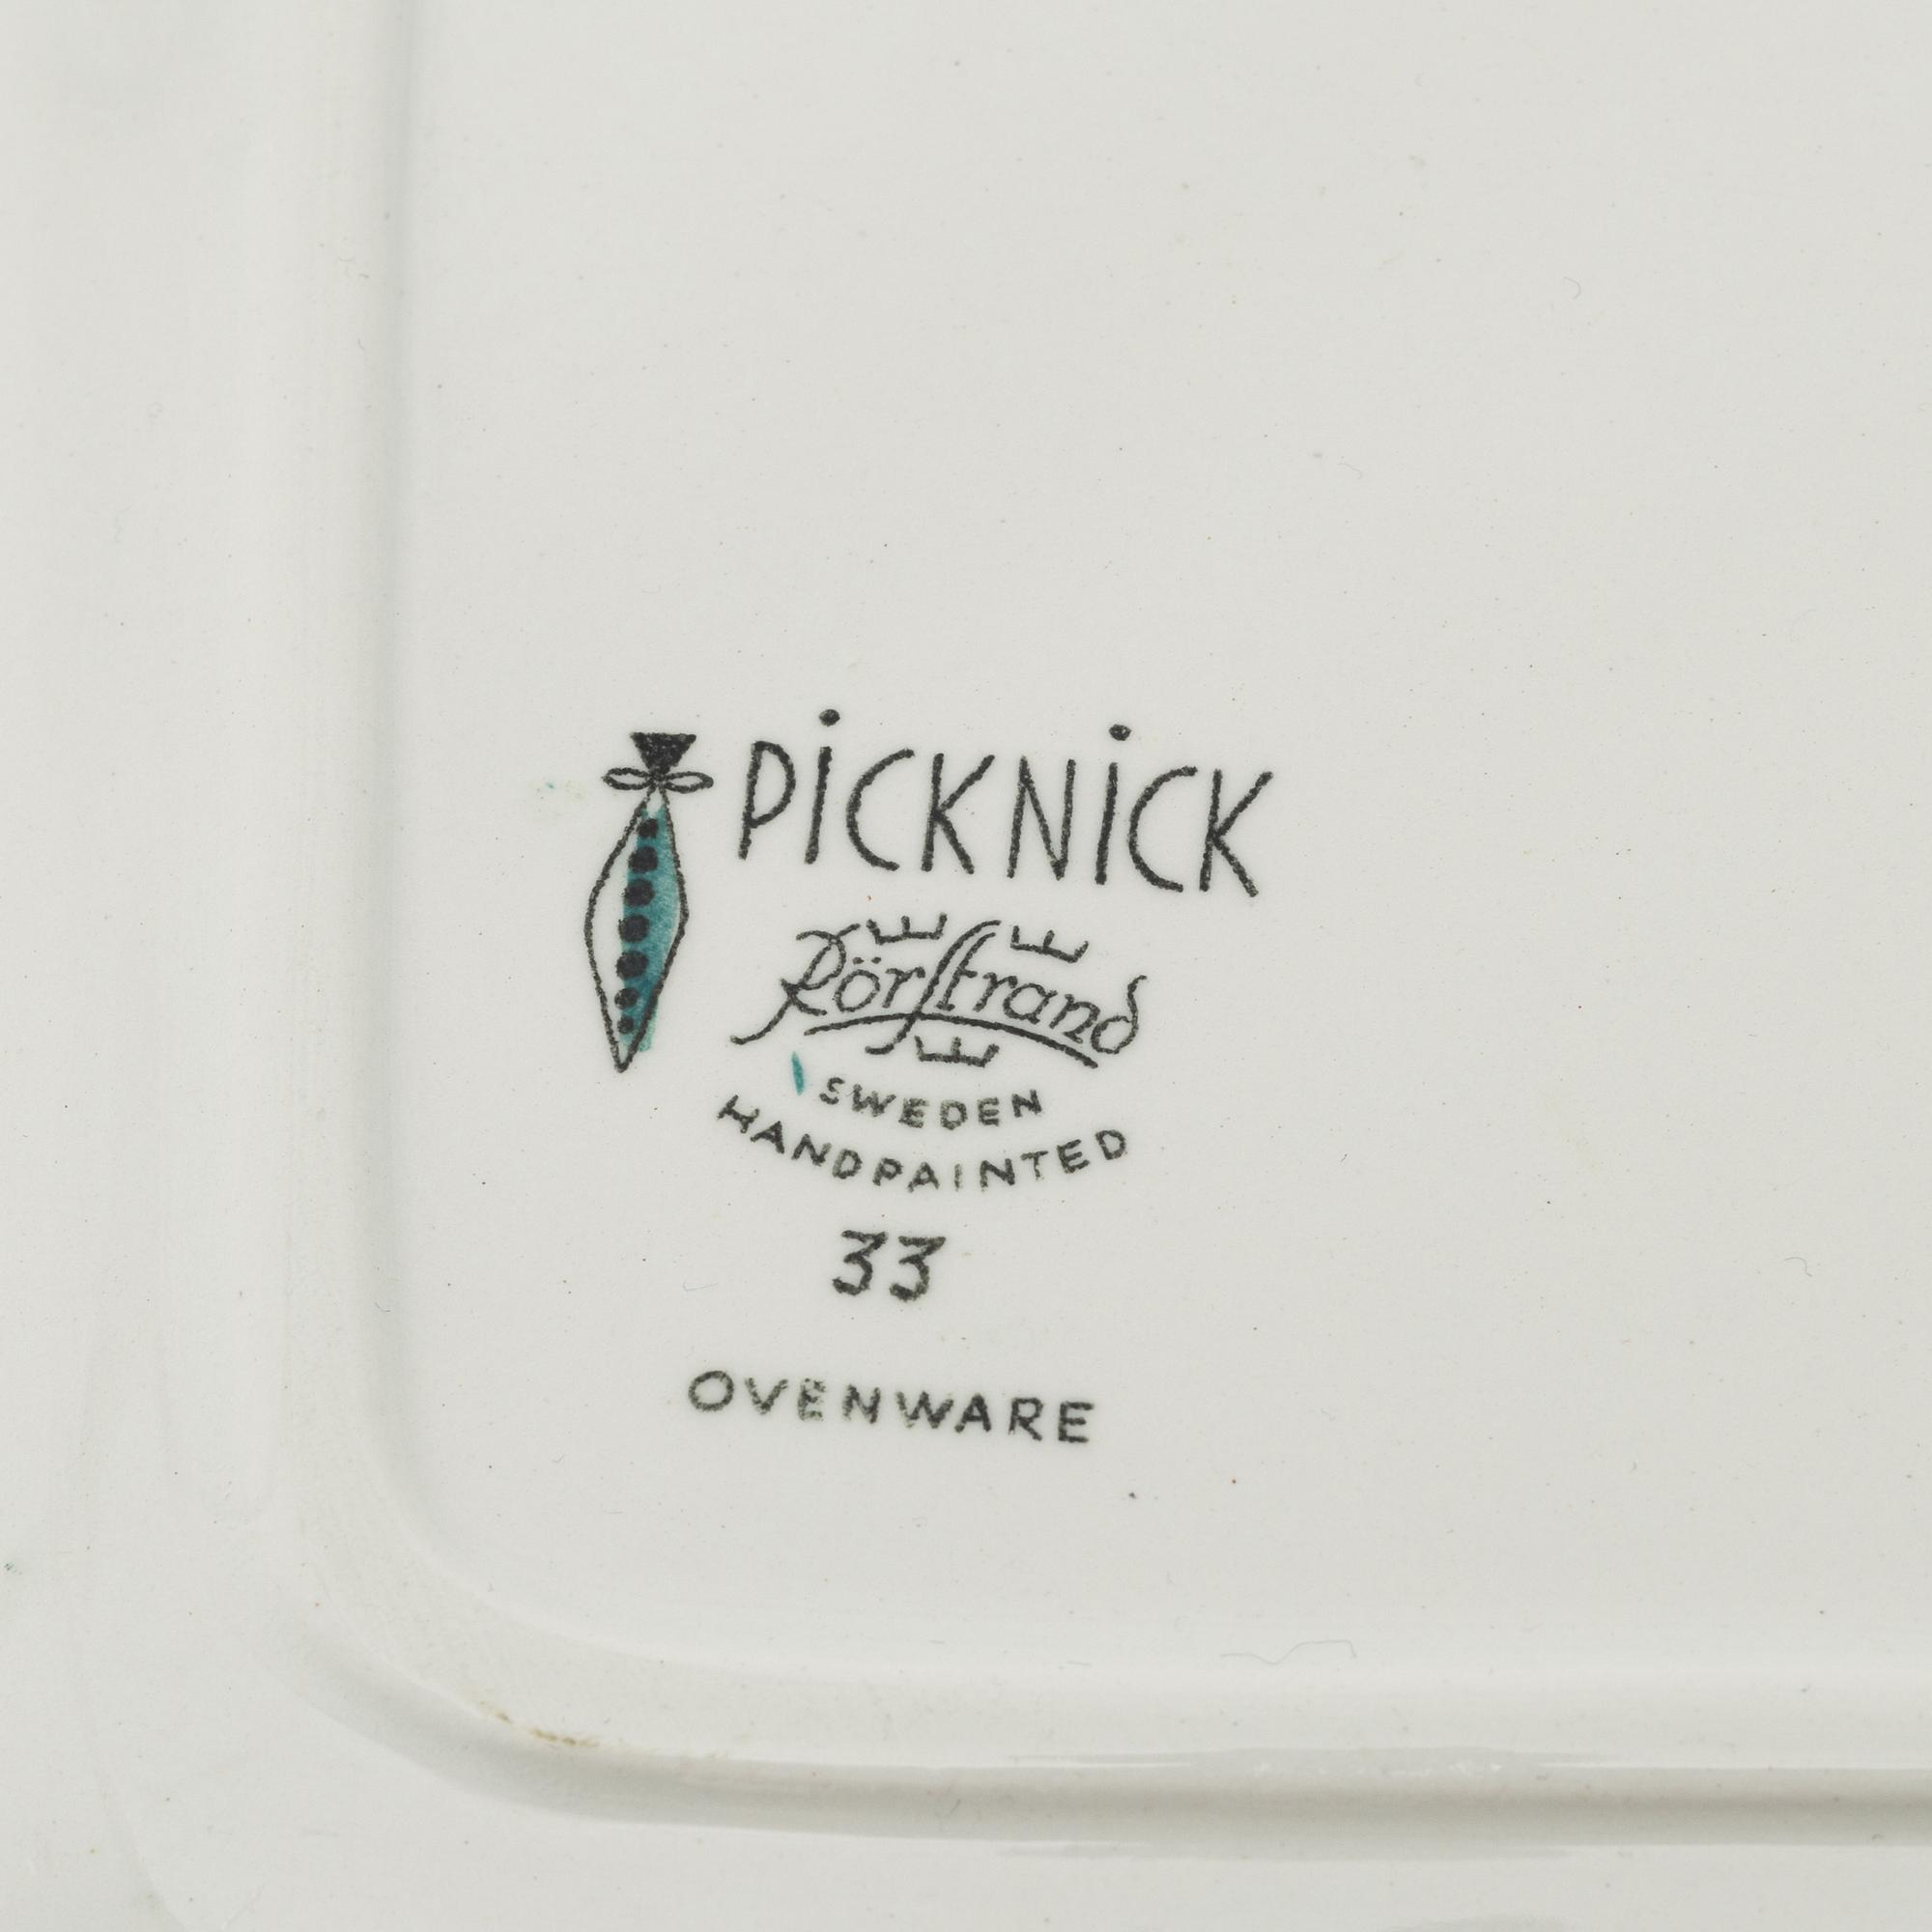 PiCKNiCK
Rörstrand
SWEDEN
HANDPAINTED
33
OVENWARE